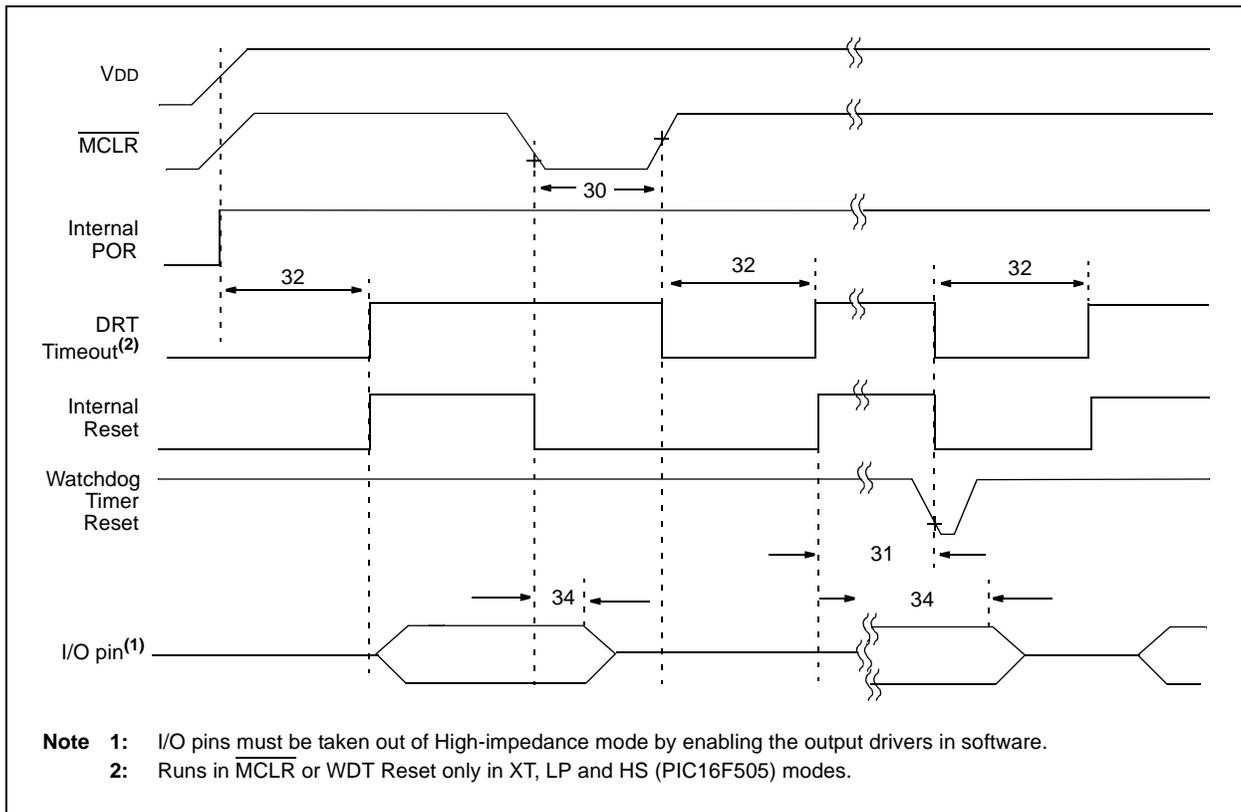 VDD
MCLR
30
Internal
POR
32
32
32
DRT
Timeout(2)
Internal
Reset
Watchdog
Timer
Reset
31
34
34
I/O pin(1)
Note 1: I/O pins must be taken out of High-impedance mode by enabling the output drivers in software.
2: Runs in MCLR or WDT Reset only in XT, LP and HS (PIC16F505) modes.